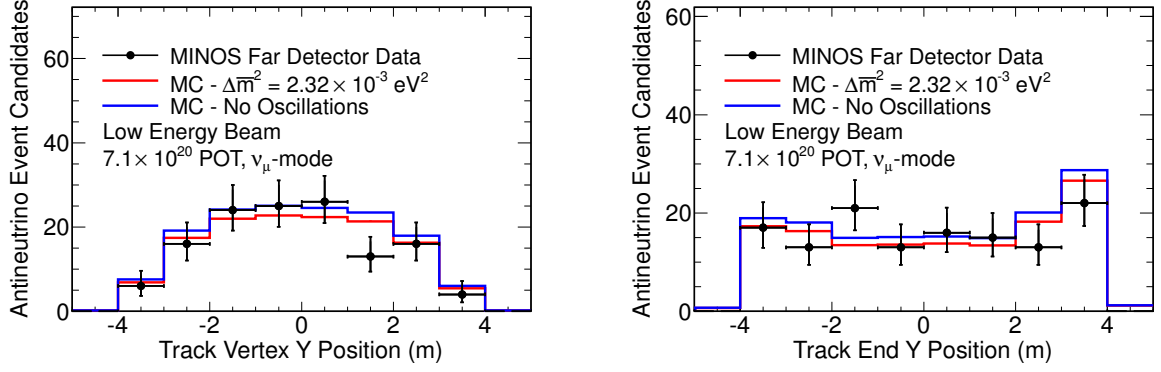 Antineutrino Event Candidates
60
40
20
0
MINOS Far Detector Data
MC - Δm̅² = 2.32 × 10⁻³ eV²
MC - No Oscillations
Low Energy Beam
7.1 × 10²⁰ POT, νμ-mode
-4 -2 0 2 4
Track Vertex Y Position (m)
Antineutrino Event Candidates
60
40
20
0
MINOS Far Detector Data
MC - Δm̅² = 2.32 × 10⁻³ eV²
MC - No Oscillations
Low Energy Beam
7.1 × 10²⁰ POT, νμ-mode
-4 -2 0 2 4
Track End Y Position (m)